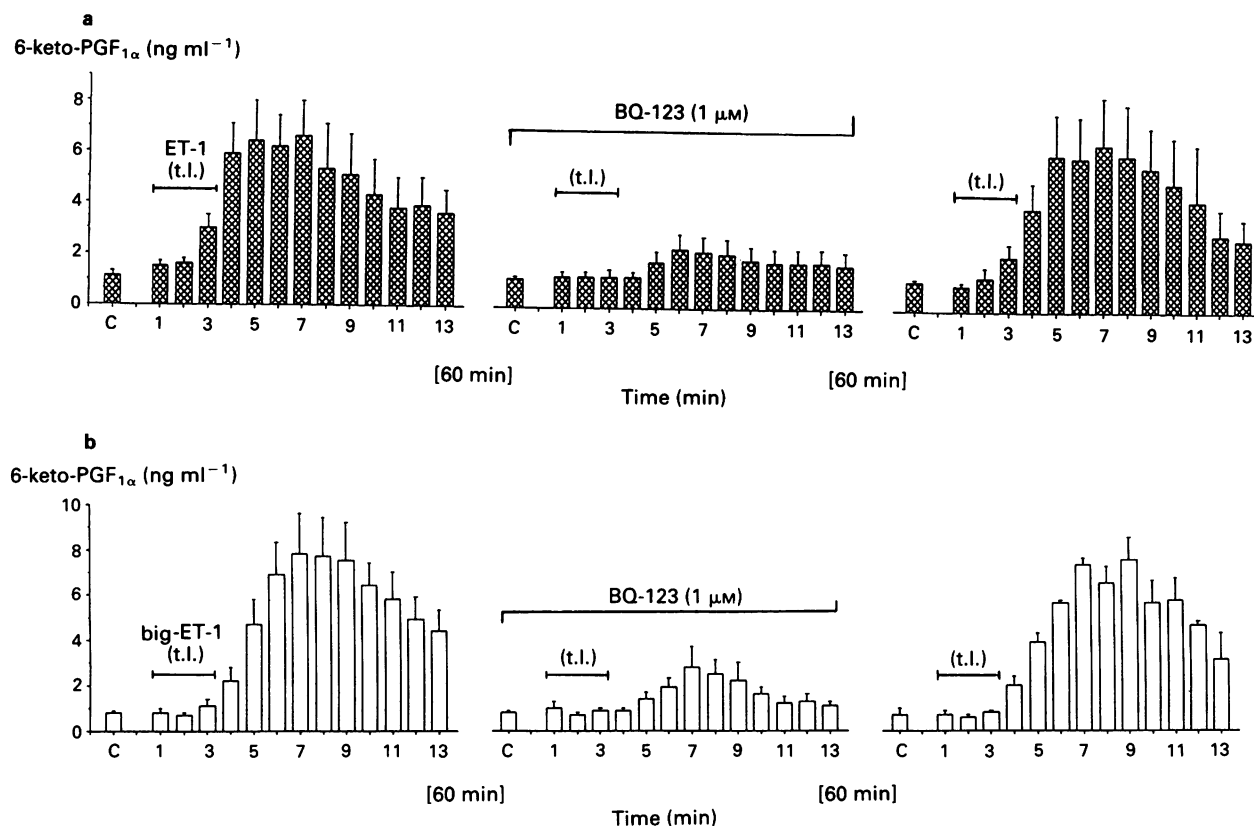 a
6-keto-PGF₁α (ng ml⁻¹)
8
6
4
2
0
ET-1
(t.l.)
BQ-123 (1 µM)
(t.l.)
(t.l.)
C 1 3 5 7 9 11 13
C 1 3 5 7 9 11 13
C 1 3 5 7 9 11 13
[60 min]
[60 min]
Time (min)
b
6-keto-PGF₁α (ng ml⁻¹)
10
8
6
4
2
0
big-ET-1
(t.l.)
BQ-123 (1 µM)
(t.l.)
(t.l.)
C 1 3 5 7 9 11 13
C 1 3 5 7 9 11 13
C 1 3 5 7 9 11 13
[60 min]
[60 min]
Time (min)